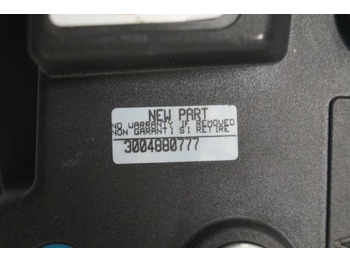 NEW PART
NO WARRANTY IF REMOVED
NON GARANTI SI RETIRE
3004880777